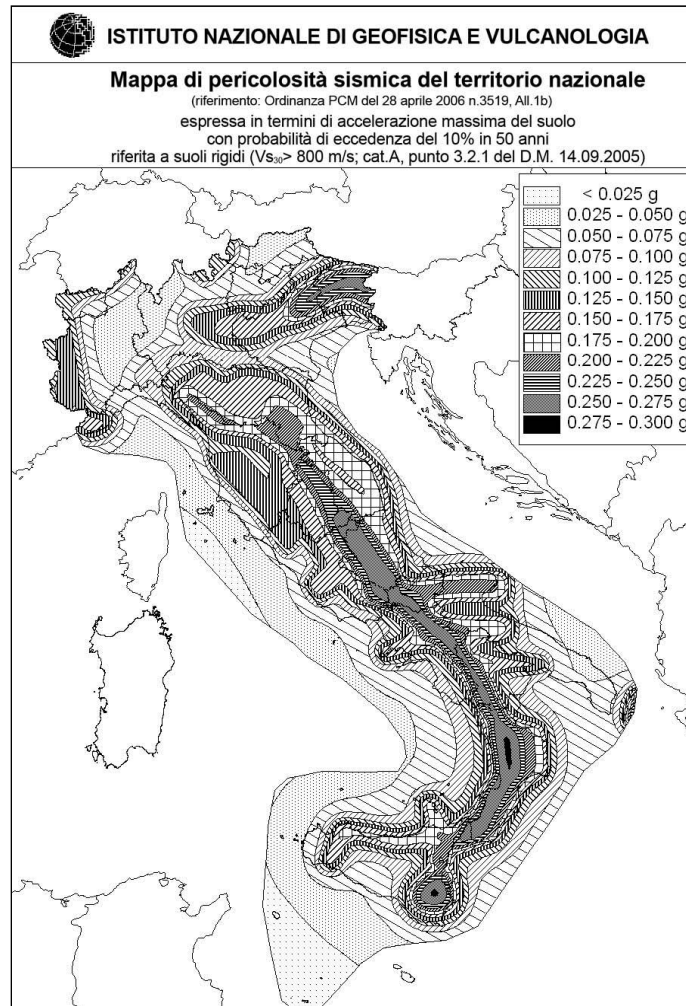 ISTITUTO NAZIONALE DI GEOFISICA E VULCANOLOGIA
Mappa di pericolosità sismica del territorio nazionale
(riferimento: Ordinanza PCM del 28 aprile 2006 n.3519, All.1b)
espressa in termini di accelerazione massima del suolo
con probabilità di eccedenza del 10% in 50 anni
riferita a suoli rigidi (Vs₃₀> 800 m/s; cat.A, punto 3.2.1 del D.M. 14.09.2005)
< 0.025 g
0.025 - 0.050 g
0.050 - 0.075 g
0.075 - 0.100 g
0.100 - 0.125 g
0.125 - 0.150 g
0.150 - 0.175 g
0.175 - 0.200 g
0.200 - 0.225 g
0.225 - 0.250 g
0.250 - 0.275 g
0.275 - 0.300 g